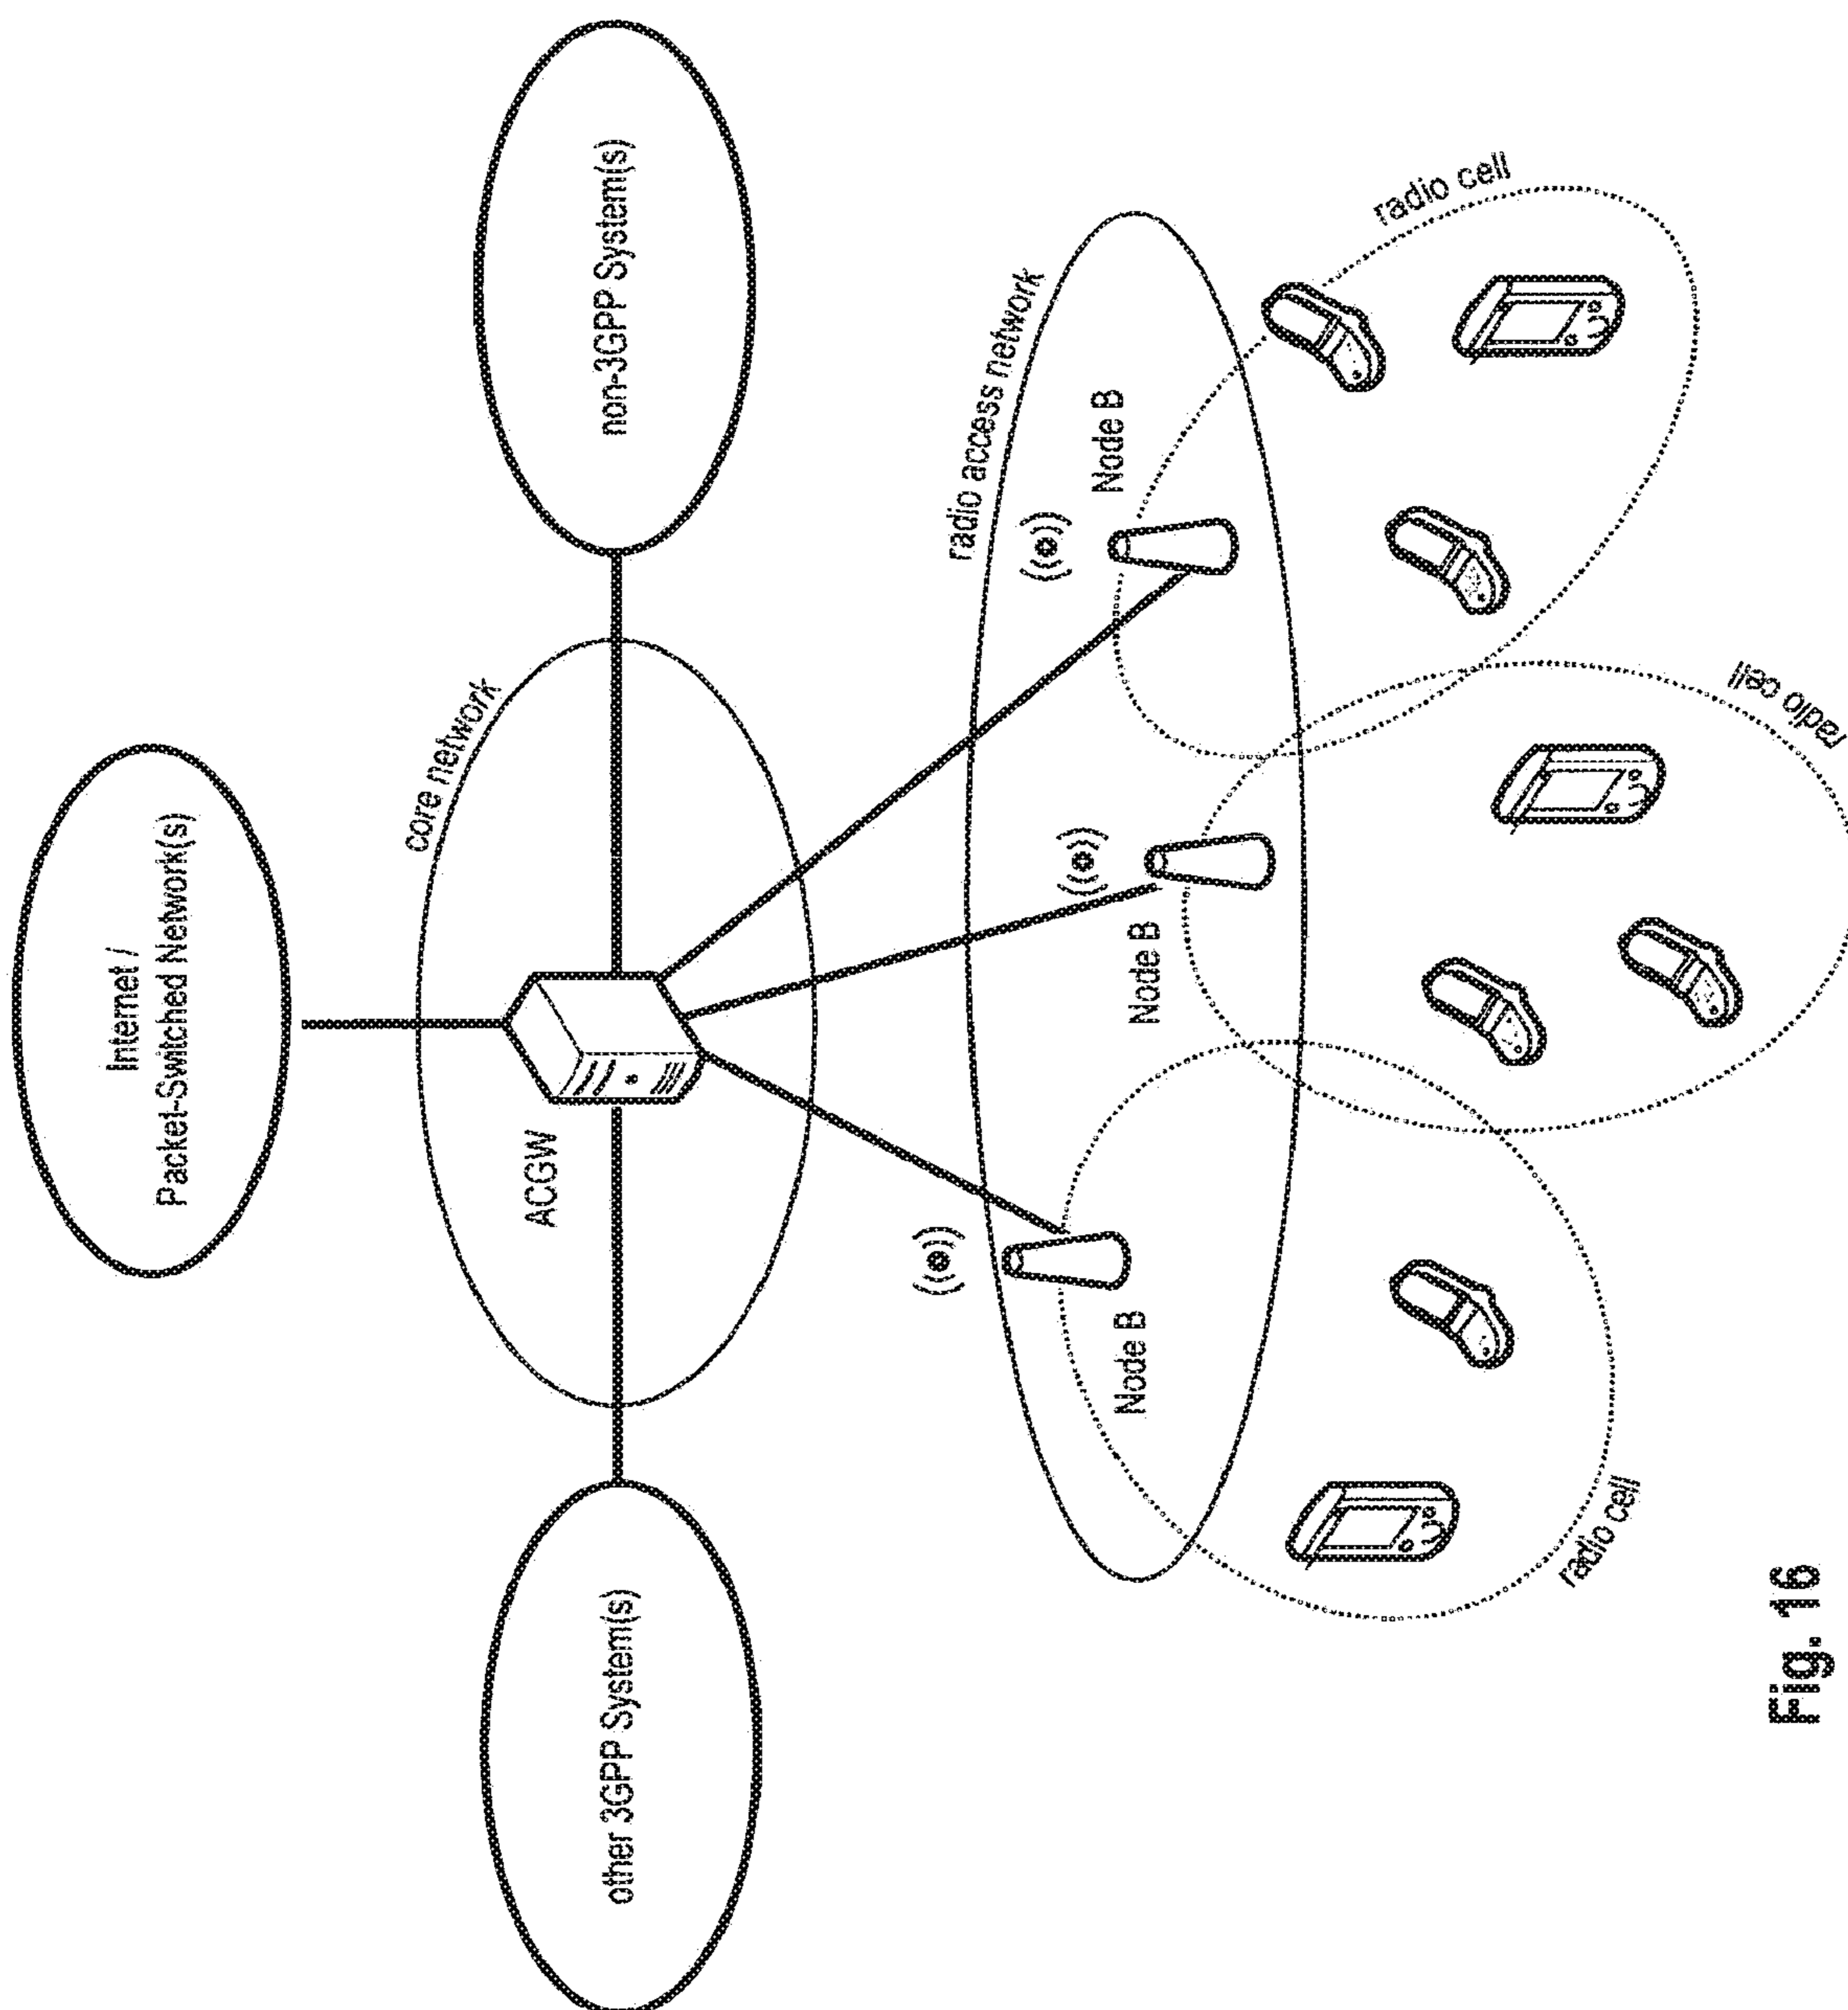 Internet /
Packet-Switched Network(s)
core network
ACGW
other 3GPP System(s)
non-3GPP System(s)
radio access network
Node B
Node B
Node B
radio cell
radio cell
radio cell
Fig. 16